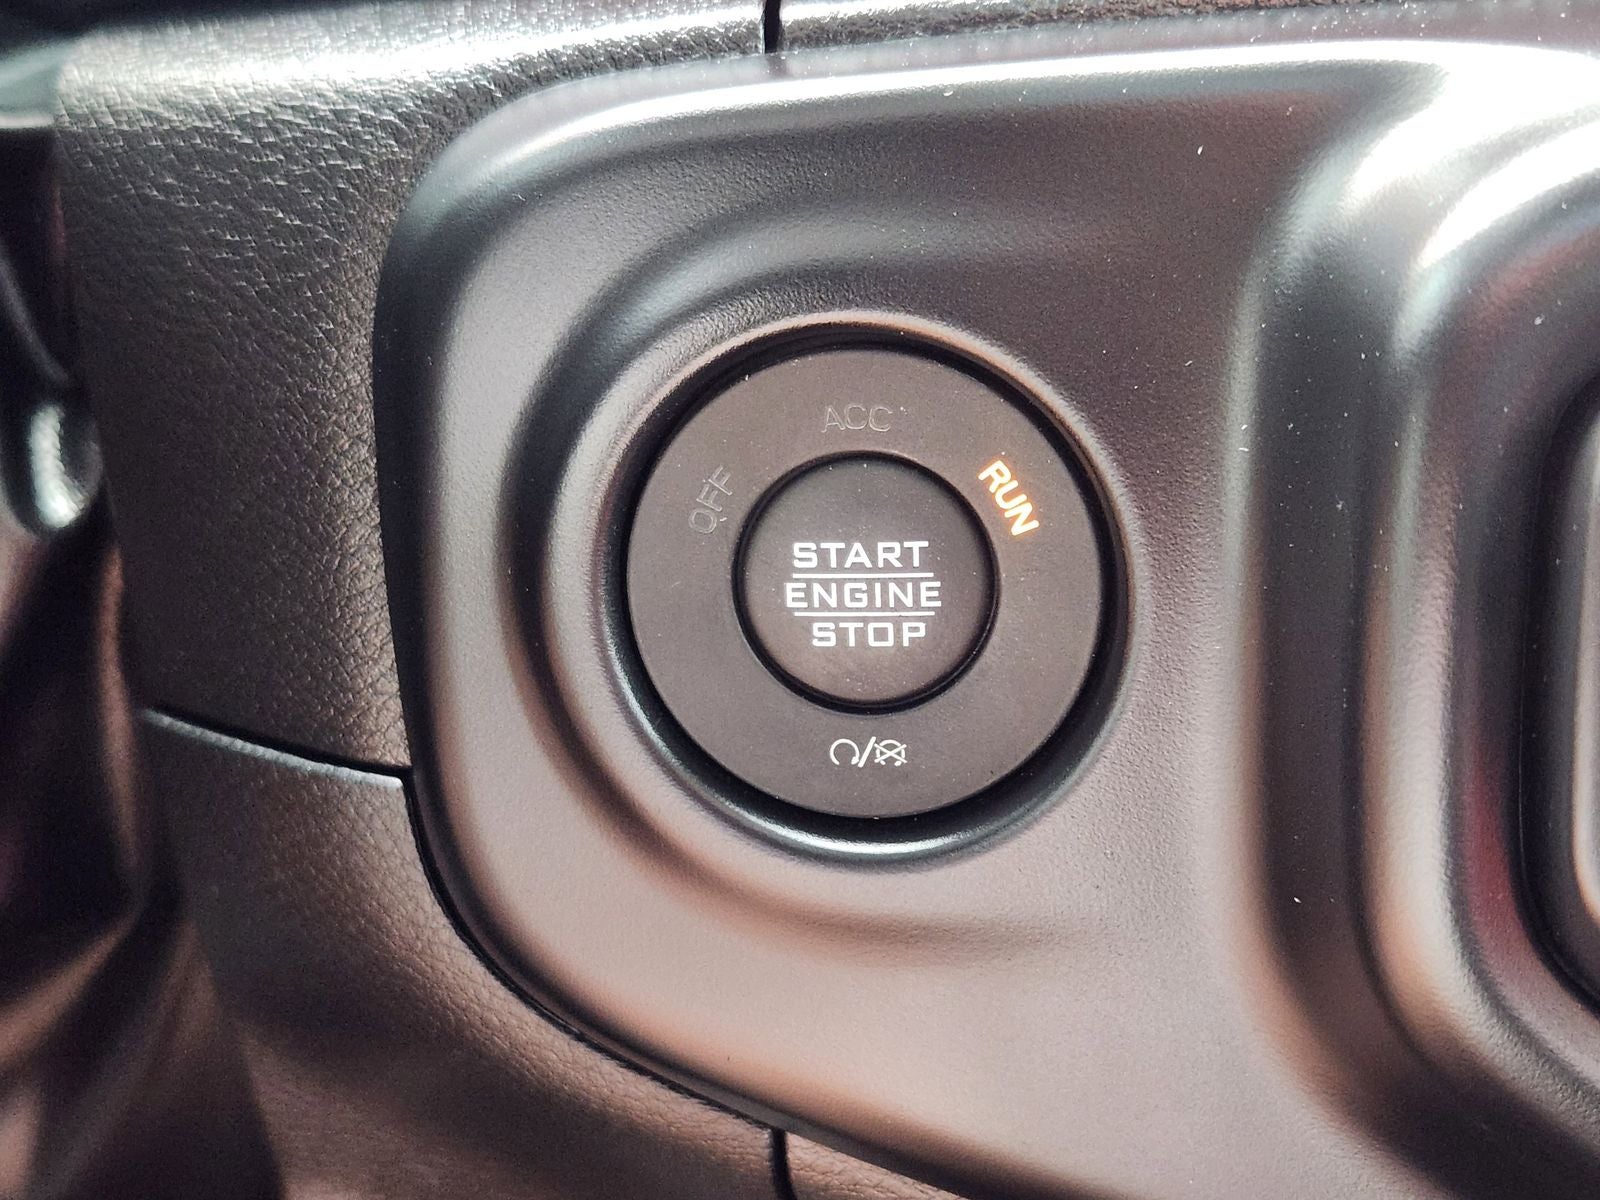 ACC
OFF
RUN
START
ENGINE
STOP